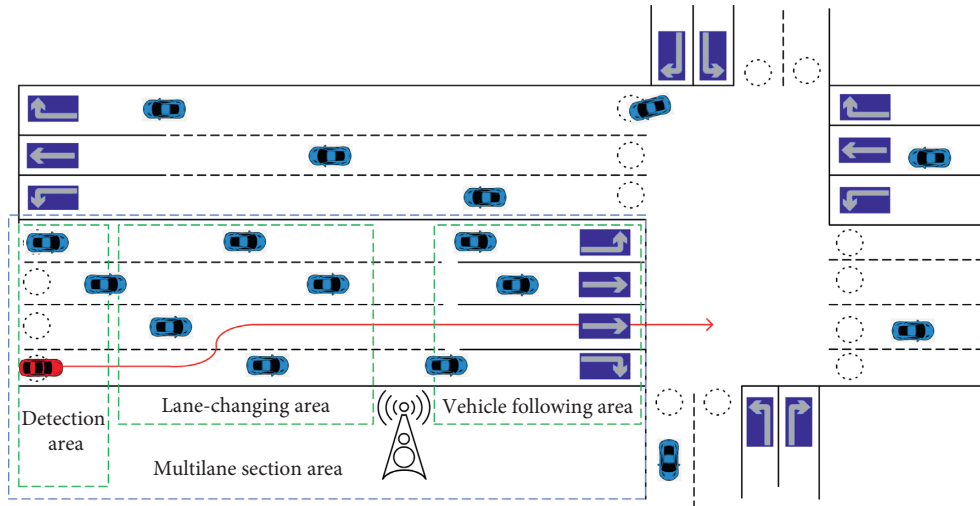 Detection
area
Lane-changing area
Vehicle following area
Multilane section area